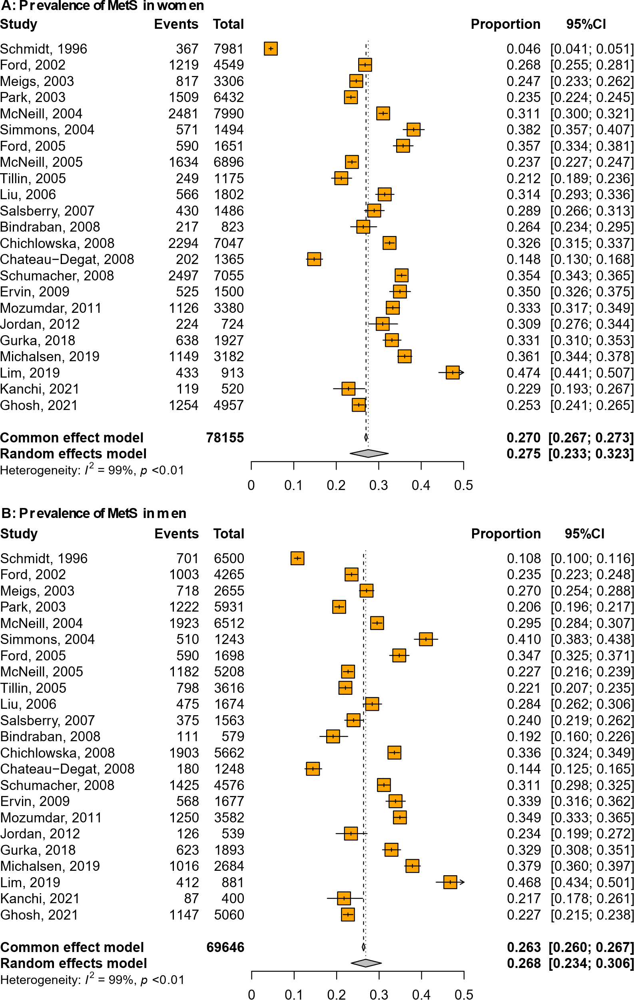 A: Prevalence of MetS in women
Study Events Total Proportion 95%CI
Schmidt, 1996 367 7981 0.046 [0.041; 0.051]
Ford, 2002 1219 4549 0.268 [0.255; 0.281]
Meigs, 2003 817 3306 0.247 [0.233; 0.262]
Park, 2003 1509 6432 0.235 [0.224; 0.245]
McNeill, 2004 2481 7990 0.311 [0.300; 0.321]
Simmons, 2004 571 1494 0.382 [0.357; 0.407]
Ford, 2005 590 1651 0.357 [0.334; 0.381]
McNeill, 2005 1634 6896 0.237 [0.227; 0.247]
Tillin, 2005 249 1175 0.212 [0.189; 0.236]
Liu, 2006 566 1802 0.314 [0.293; 0.336]
Salsberry, 2007 430 1486 0.289 [0.266; 0.313]
Bindraban, 2008 217 823 0.264 [0.234; 0.295]
Chichlowska, 2008 2294 7047 0.326 [0.315; 0.337]
Chateau−Degat, 2008 202 1365 0.148 [0.130; 0.168]
Schumacher, 2008 2497 7055 0.354 [0.343; 0.365]
Ervin, 2009 525 1500 0.350 [0.326; 0.375]
Mozumdar, 2011 1126 3380 0.333 [0.317; 0.349]
Jordan, 2012 224 724 0.309 [0.276; 0.344]
Gurka, 2018 638 1927 0.331 [0.310; 0.353]
Michalsen, 2019 1149 3182 0.361 [0.344; 0.378]
Lim, 2019 433 913 0.474 [0.441; 0.507]
Kanchi, 2021 119 520 0.229 [0.193; 0.267]
Ghosh, 2021 1254 4957 0.253 [0.241; 0.265]
Common effect model 78155 0.270 [0.267; 0.273]
Random effects model 0.275 [0.233; 0.323]
Heterogeneity: I² = 99%, p <0.01
0 0.1 0.2 0.3 0.4 0.5
B: Prevalence of MetS in men
Study Events Total Proportion 95%CI
Schmidt, 1996 701 6500 0.108 [0.100; 0.116]
Ford, 2002 1003 4265 0.235 [0.223; 0.248]
Meigs, 2003 718 2655 0.270 [0.254; 0.288]
Park, 2003 1222 5931 0.206 [0.196; 0.217]
McNeill, 2004 1923 6512 0.295 [0.284; 0.307]
Simmons, 2004 510 1243 0.410 [0.383; 0.438]
Ford, 2005 590 1698 0.347 [0.325; 0.371]
McNeill, 2005 1182 5208 0.227 [0.216; 0.239]
Tillin, 2005 798 3616 0.221 [0.207; 0.235]
Liu, 2006 475 1674 0.284 [0.262; 0.306]
Salsberry, 2007 375 1563 0.240 [0.219; 0.262]
Bindraban, 2008 111 579 0.192 [0.160; 0.226]
Chichlowska, 2008 1903 5662 0.336 [0.324; 0.349]
Chateau−Degat, 2008 180 1248 0.144 [0.125; 0.165]
Schumacher, 2008 1425 4576 0.311 [0.298; 0.325]
Ervin, 2009 568 1677 0.339 [0.316; 0.362]
Mozumdar, 2011 1250 3582 0.349 [0.333; 0.365]
Jordan, 2012 126 539 0.234 [0.199; 0.272]
Gurka, 2018 623 1893 0.329 [0.308; 0.351]
Michalsen, 2019 1016 2684 0.379 [0.360; 0.397]
Lim, 2019 412 881 0.468 [0.434; 0.501]
Kanchi, 2021 87 400 0.217 [0.178; 0.261]
Ghosh, 2021 1147 5060 0.227 [0.215; 0.238]
Common effect model 69646 0.263 [0.260; 0.267]
Random effects model 0.268 [0.234; 0.306]
Heterogeneity: I² = 99%, p <0.01
0 0.1 0.2 0.3 0.4 0.5